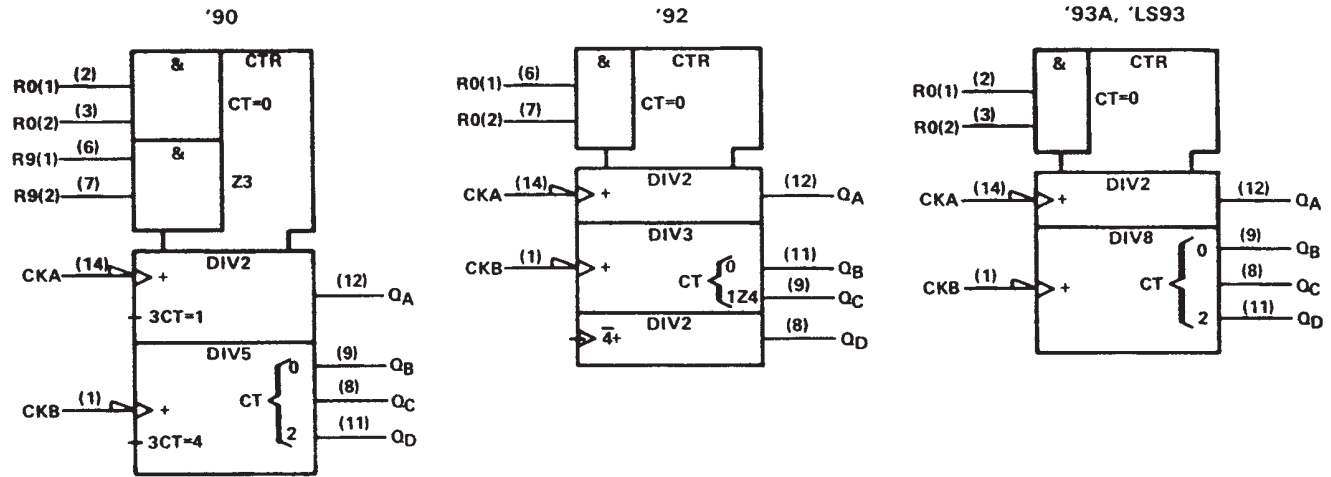 '90
&
CTR
R0(1) (2)
CT=0
R0(2) (3)
R9(1) (6)
&
Z3
R9(2) (7)
DIV2
CKA (14) +
(12) QA
3CT=1
DIV5
0 (9) QB
CKB (1) +
CT (8) QC
3CT=4
2 (11) QD
'92
&
CTR
R0(1) (6)
CT=0
R0(2) (7)
DIV2
CKA (14) +
(12) QA
DIV3
CKB (1) +
CT 0 (11) QB
1Z4 (9) QC
DIV2
4+ (8) QD
'93A, 'LS93
&
CTR
R0(1) (2)
CT=0
R0(2) (3)
DIV2
CKA (14) +
(12) QA
DIV8
0 (9) QB
CKB (1) +
CT (8) QC
2 (11) QD